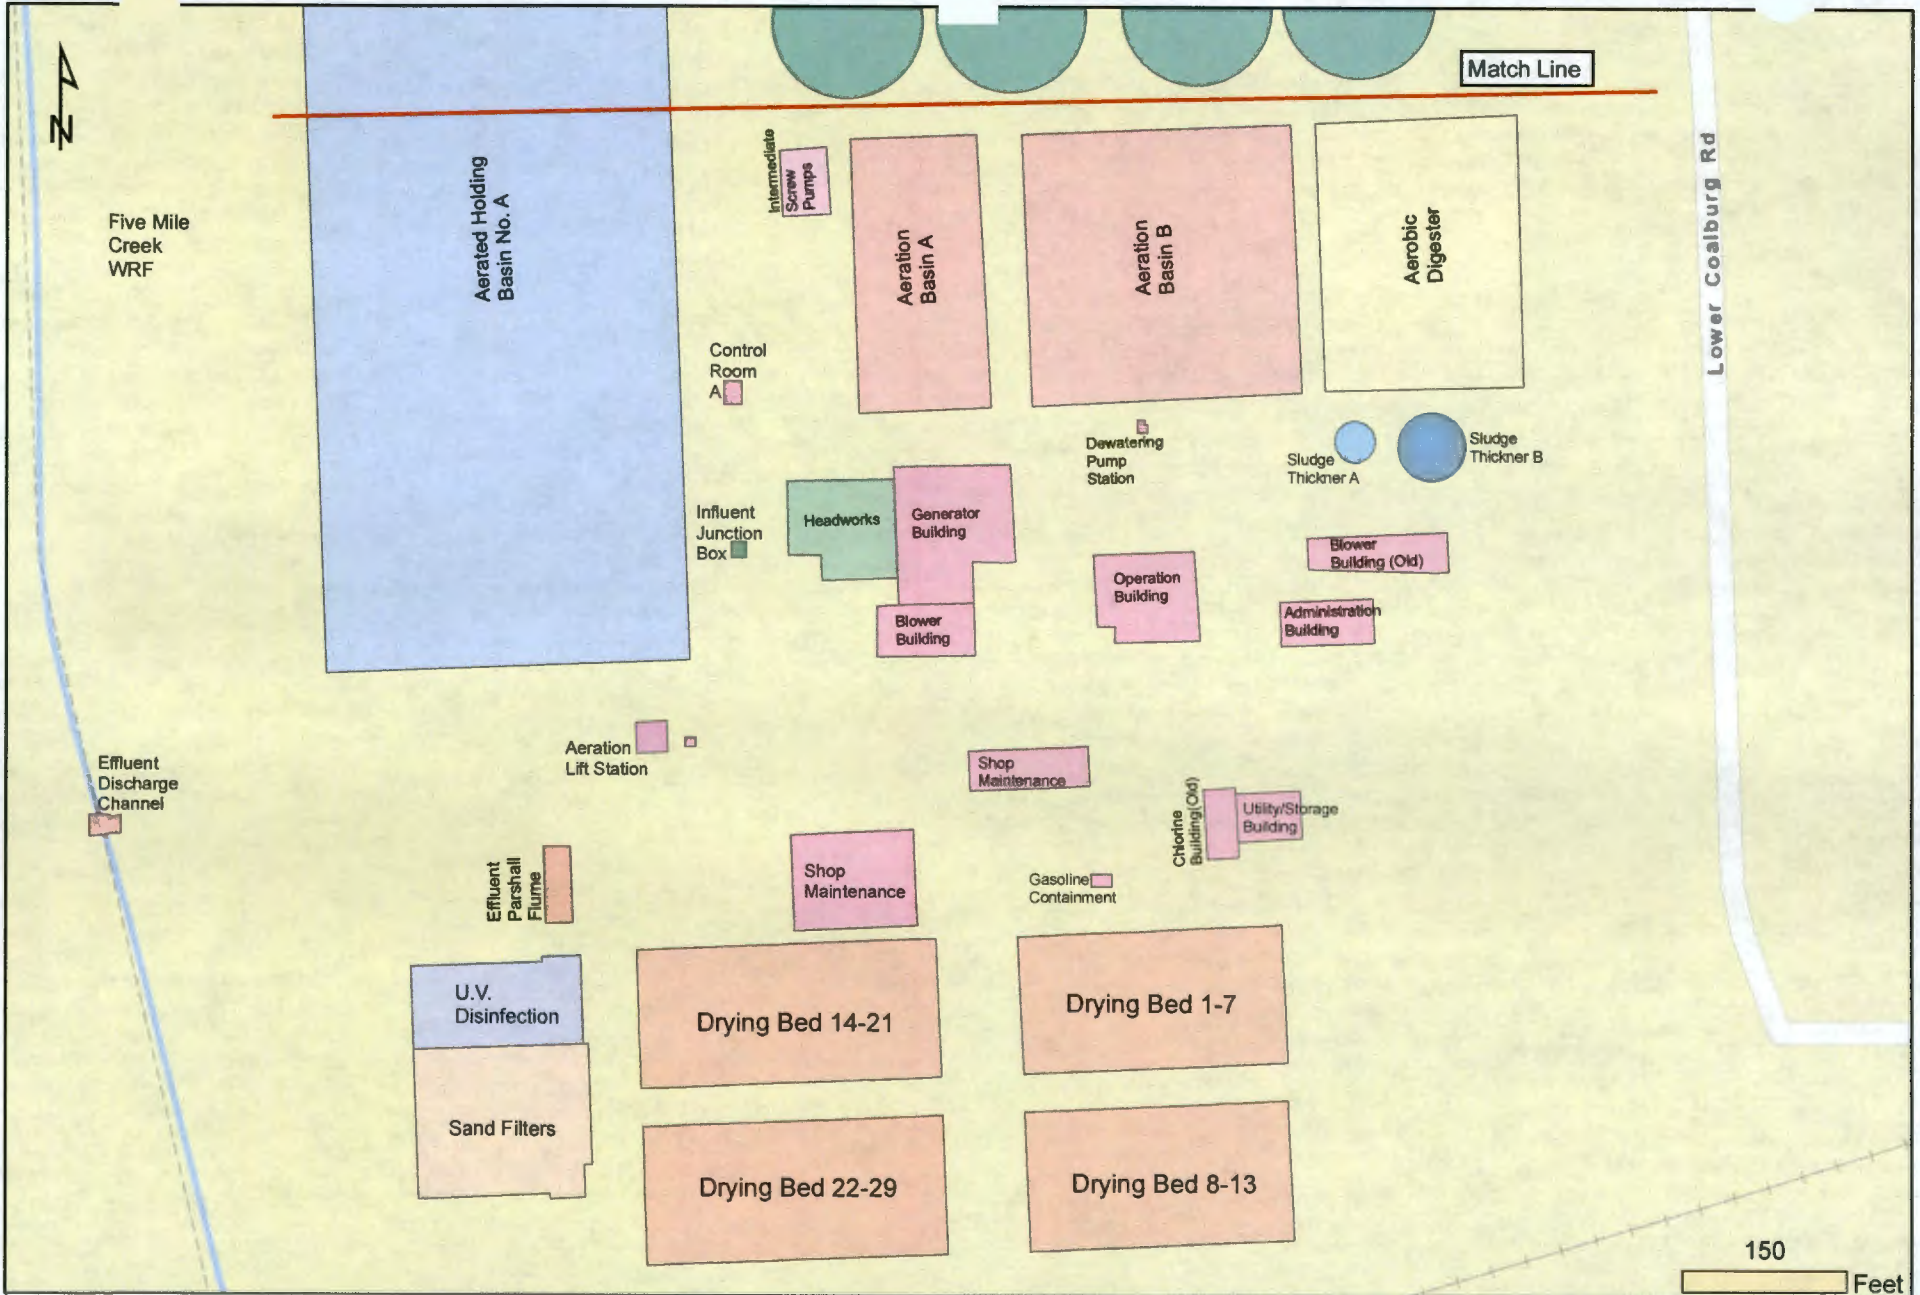 Match Line
N
Five Mile
Creek
WRF
Aerated Holding
Basin No. A
Intermediate
Screw
Pumps
Aeration
Basin A
Aeration
Basin B
Aerobic
Digester
Lower Coalburg Rd
Control
Room
A
Dewatering
Pump
Station
Sludge
Thickner A
Sludge
Thickner B
Influent
Junction
Box
Headworks
Generator
Building
Blower
Building
Operation
Building
Blower
Building (Old)
Administration
Building
Aeration
Lift Station
Effluent
Discharge
Channel
Shop
Maintenance
Chlorine
Building(Old)
Utility/Storage
Building
Effluent
Parshall
Flume
Shop
Maintenance
Gasoline
Containment
U.V.
Disinfection
Drying Bed 14-21
Drying Bed 1-7
Sand Filters
Drying Bed 22-29
Drying Bed 8-13
150
Feet